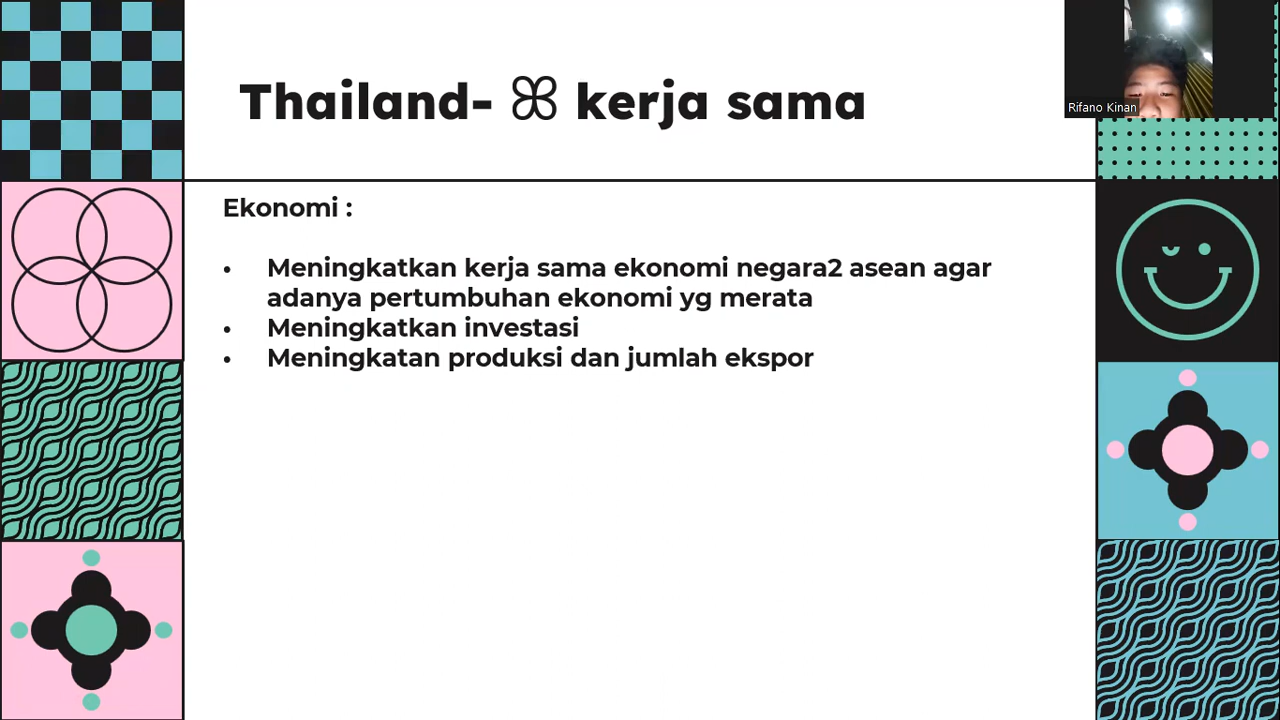 Thailand- ꕤ kerja sama
Rifano Kinan
Ekonomi :
• Meningkatkan kerja sama ekonomi negara2 asean agar
adanya pertumbuhan ekonomi yg merata
• Meningkatkan investasi
• Meningkatan produksi dan jumlah ekspor